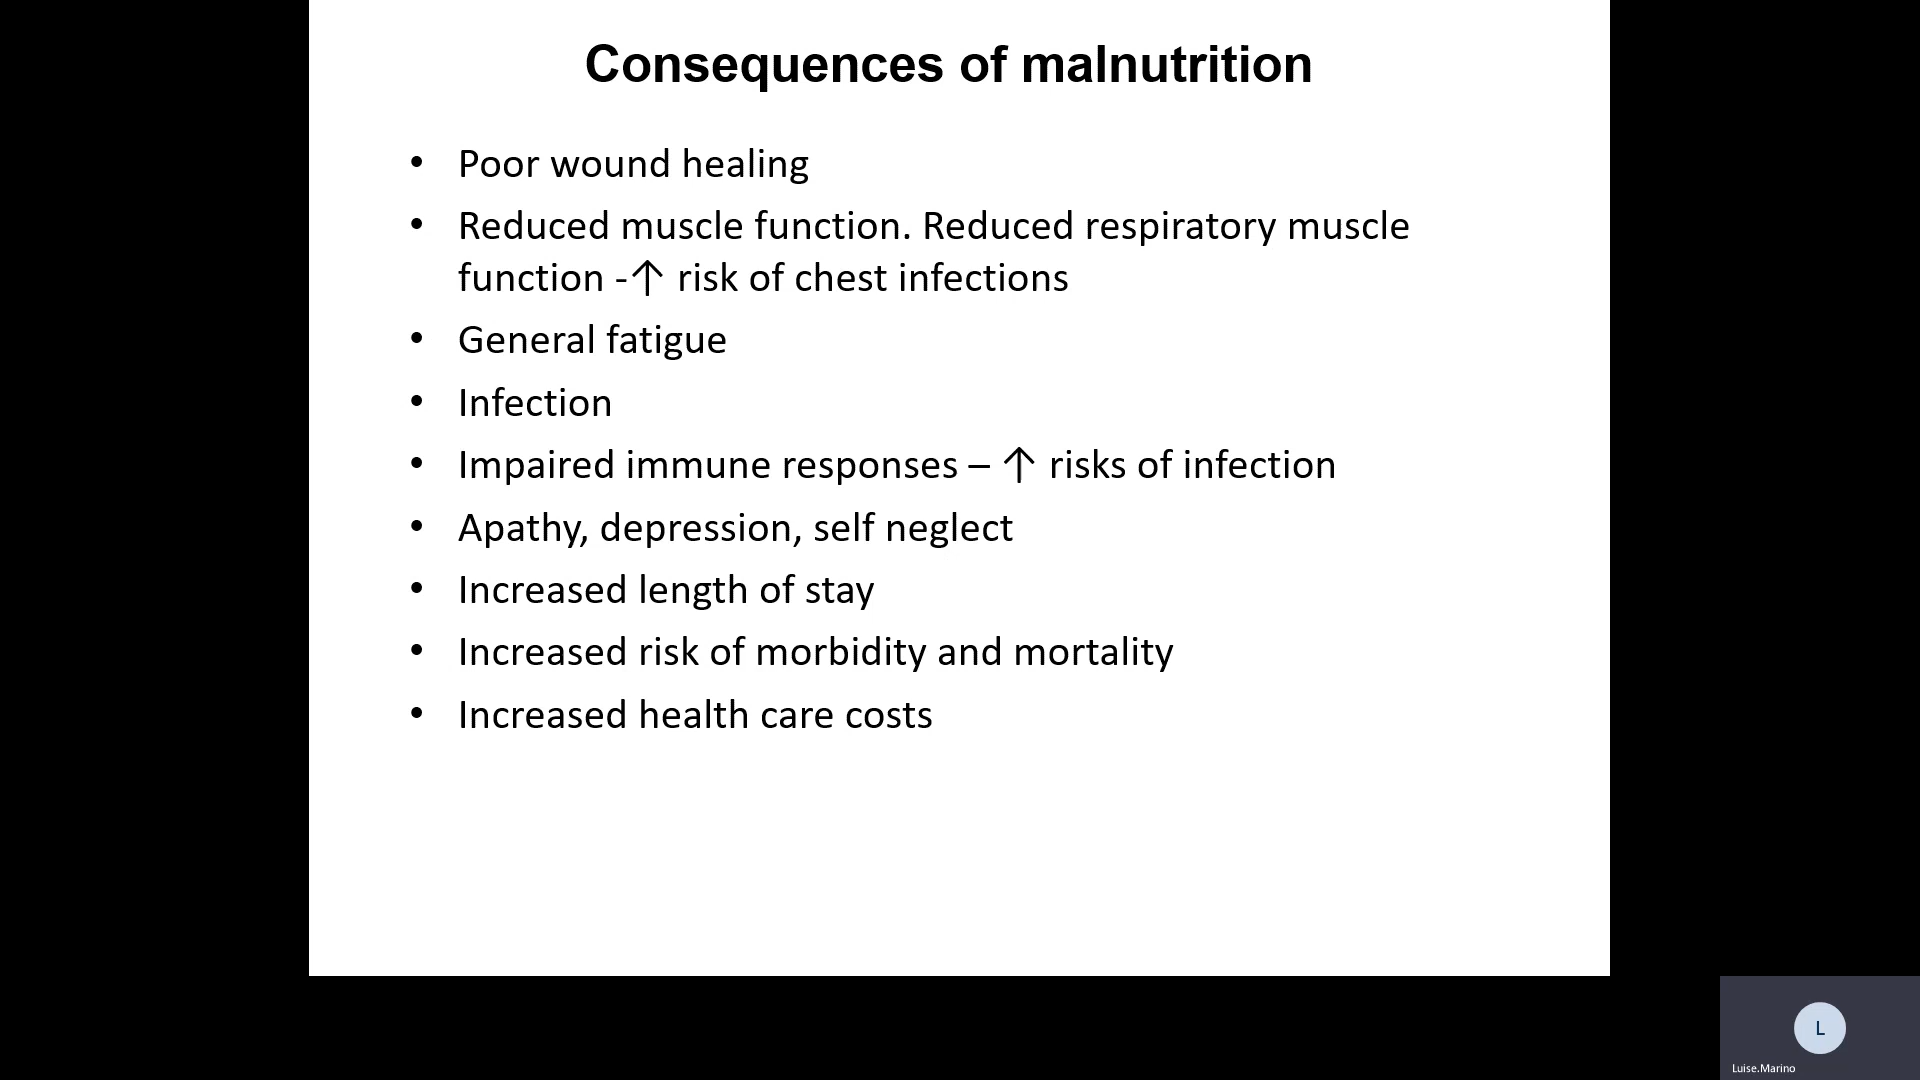 Consequences of malnutrition
• Poor wound healing
• Reduced muscle function. Reduced respiratory muscle
function -↑ risk of chest infections
• General fatigue
• Infection
• Impaired immune responses – ↑ risks of infection
• Apathy, depression, self neglect
• Increased length of stay
• Increased risk of morbidity and mortality
• Increased health care costs
L
Luise.Marino